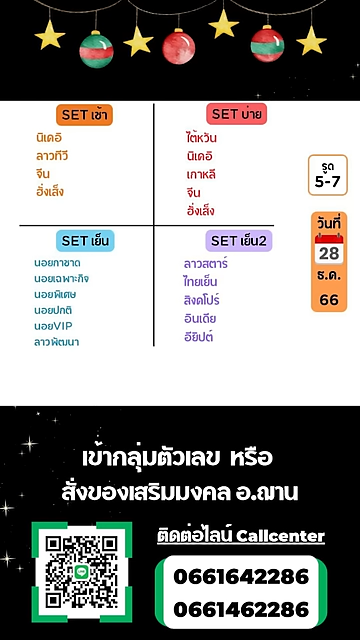 SET เช้า
นิเคอิ
ลาวทีวี
จีน
ฮั่งเส็ง
SET บ่าย
ไต้หวัน
นิเคอิ
เกาหลี
จีน
ฮั่งเส็ง
รูด
5-7
วันที่
28
ธ.ค.
66
SET เย็น
นอยกาชาด
นอยเฉพาะกิจ
นอยพิเศษ
นอยปกติ
นอยVIP
ลาวพัฒนา
SET เย็น2
ลาวสตาร์
ไทยเย็น
สิงคโปร์
อินเดีย
อียิปต์
เข้ากลุ่มตัวเลข หรือ
สั่งของเสริมมงคล อ.ฌาน
ติดต่อไลน์ Callcenter
0661642286
0661462286